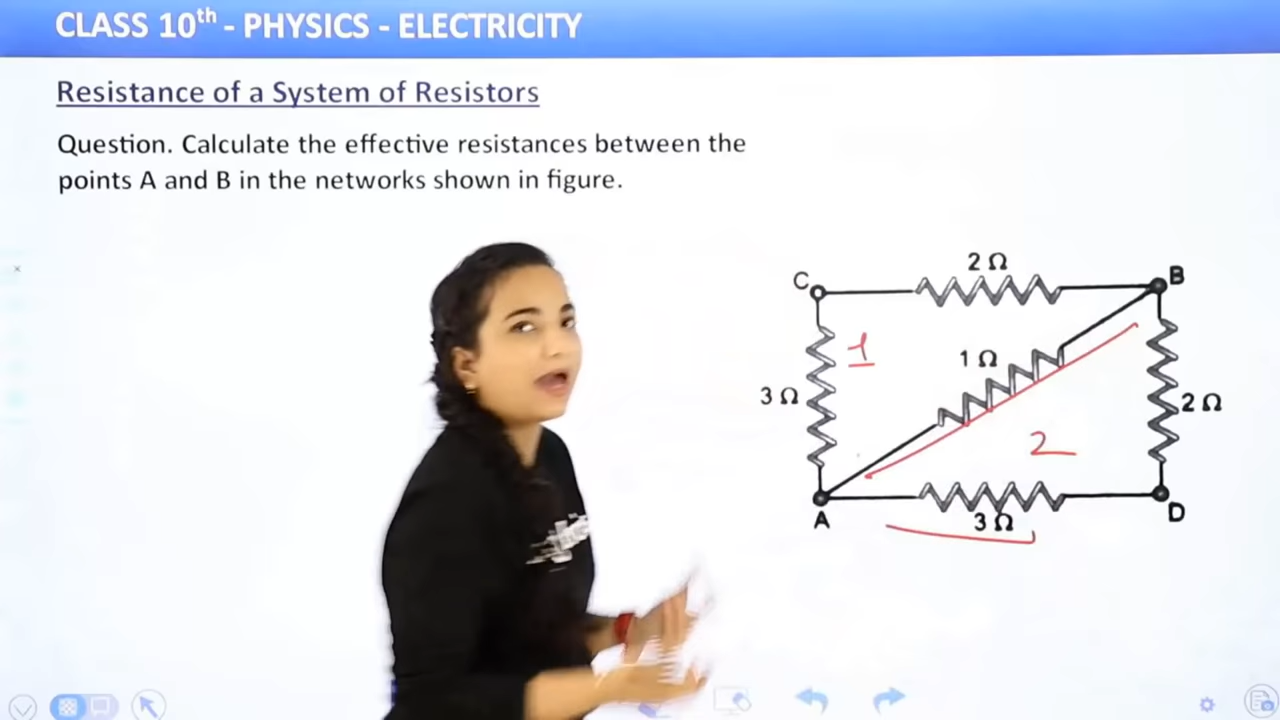 CLASS 10th - PHYSICS - ELECTRICITY
Resistance of a System of Resistors
Question. Calculate the effective resistances between the
points A and B in the networks shown in figure.
2 Ω
C
B
1
1 Ω
3 Ω
2 Ω
2
A
3 Ω
D